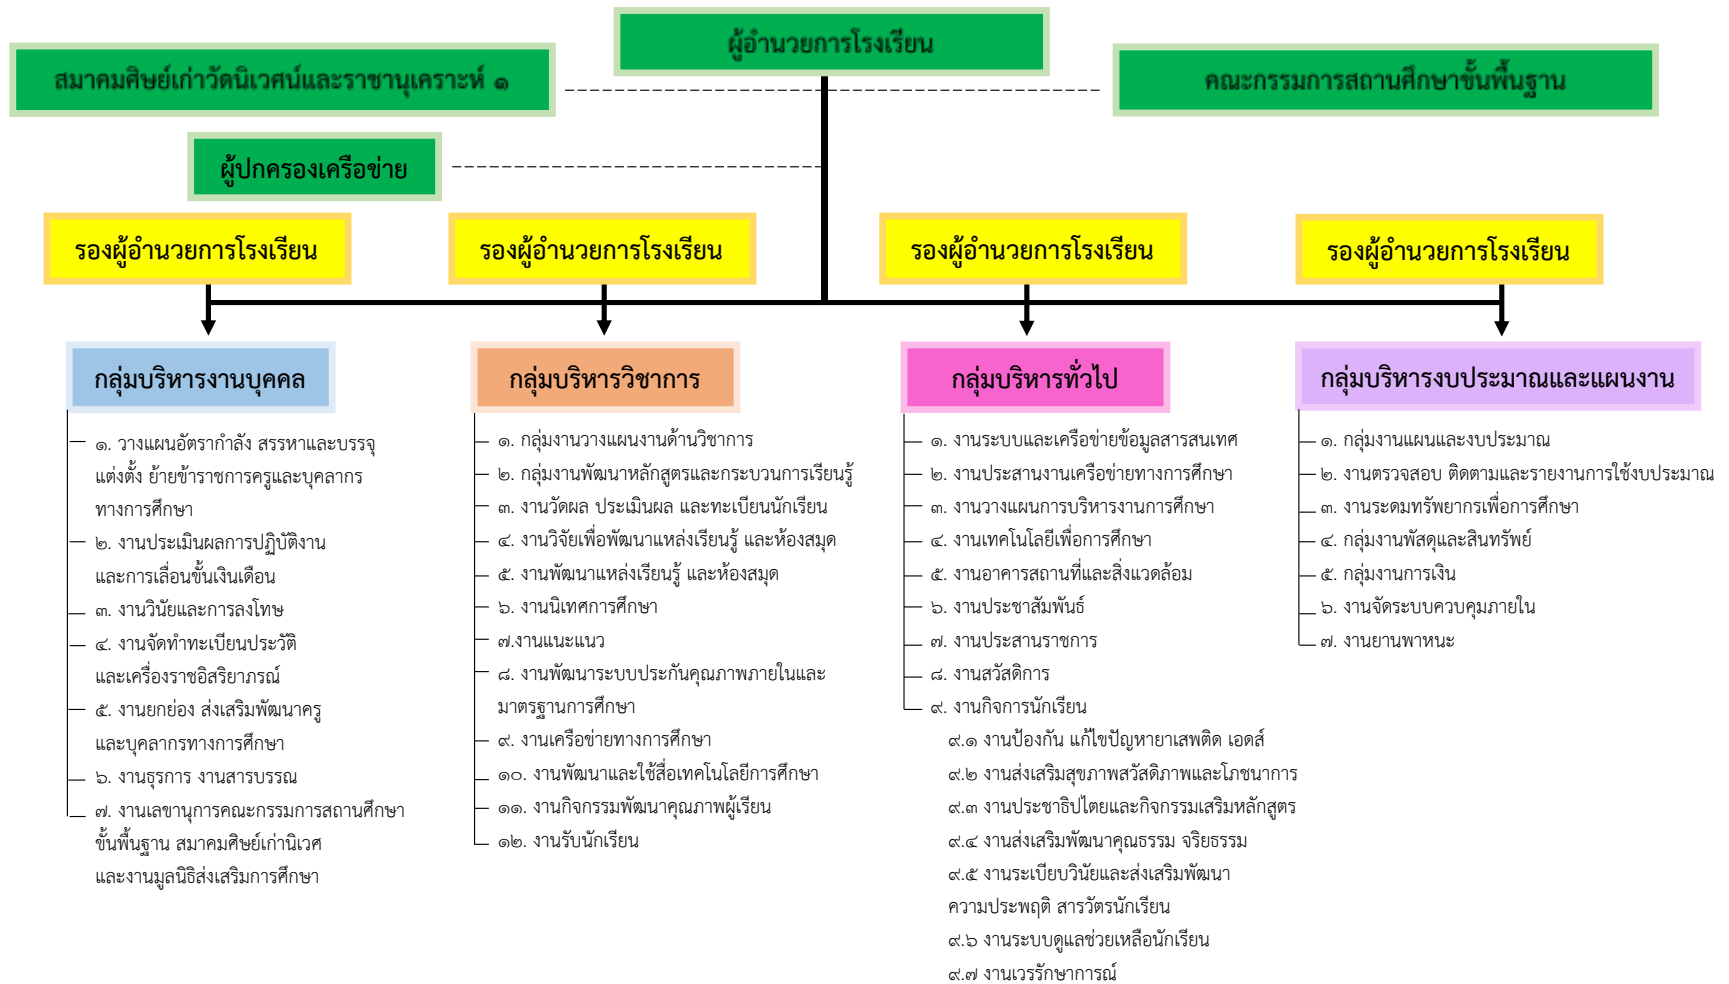 ผู้อำนวยการโรงเรียน
สมาคมศิษย์เก่าวัดนิเวศน์และราชานุเคราะห์ ๑
คณะกรรมการสถานศึกษาขั้นพื้นฐาน
ผู้ปกครองเครือข่าย
รองผู้อำนวยการโรงเรียน
รองผู้อำนวยการโรงเรียน
รองผู้อำนวยการโรงเรียน
รองผู้อำนวยการโรงเรียน
กลุ่มบริหารงานบุคคล
๑. วางแผนอัตรากำลัง สรรหาและบรรจุ
แต่งตั้ง ย้ายข้าราชการครูและบุคลากร
ทางการศึกษา
๒. งานประเมินผลการปฏิบัติงาน
และการเลื่อนขั้นเงินเดือน
๓. งานวินัยและการลงโทษ
๔. งานจัดทำทะเบียนประวัติ
และเครื่องราชอิสริยาภรณ์
๕. งานยกย่อง ส่งเสริมพัฒนาครู
และบุคลากรทางการศึกษา
๖. งานธุรการ งานสารบรรณ
๗. งานเลขานุการคณะกรรมการสถานศึกษา
ขั้นพื้นฐาน สมาคมศิษย์เก่านิเวศ
และงานมูลนิธิส่งเสริมการศึกษา
กลุ่มบริหารวิชาการ
๑. กลุ่มงานวางแผนงานด้านวิชาการ
๒. กลุ่มงานพัฒนาหลักสูตรและกระบวนการเรียนรู้
๓. งานวัดผล ประเมินผล และทะเบียนนักเรียน
๔. งานวิจัยเพื่อพัฒนาแหล่งเรียนรู้ และห้องสมุด
๕. งานพัฒนาแหล่งเรียนรู้ และห้องสมุด
๖. งานนิเทศการศึกษา
๗.งานแนะแนว
๘. งานพัฒนาระบบประกันคุณภาพภายในและ
มาตรฐานการศึกษา
๙. งานเครือข่ายทางการศึกษา
๑๐. งานพัฒนาและใช้สื่อเทคโนโลยีการศึกษา
๑๑. งานกิจกรรมพัฒนาคุณภาพผู้เรียน
๑๒. งานรับนักเรียน
กลุ่มบริหารทั่วไป
๑. งานระบบและเครือข่ายข้อมูลสารสนเทศ
๒. งานประสานงานเครือข่ายทางการศึกษา
๓. งานวางแผนการบริหารงานการศึกษา
๔. งานเทคโนโลยีเพื่อการศึกษา
๕. งานอาคารสถานที่และสิ่งแวดล้อม
๖. งานประชาสัมพันธ์
๗. งานประสานราชการ
๘. งานสวัสดิการ
๙. งานกิจการนักเรียน
๙.๑ งานป้องกัน แก้ไขปัญหายาเสพติด เอดส์
๙.๒ งานส่งเสริมสุขภาพสวัสดิภาพและโภชนาการ
๙.๓ งานประชาธิปไตยและกิจกรรมเสริมหลักสูตร
๙.๔ งานส่งเสริมพัฒนาคุณธรรม จริยธรรม
๙.๕ งานระเบียบวินัยและส่งเสริมพัฒนา
ความประพฤติ สารวัตรนักเรียน
๙.๖ งานระบบดูแลช่วยเหลือนักเรียน
๙.๗ งานเวรรักษาการณ์
กลุ่มบริหารงบประมาณและแผนงาน
๑. กลุ่มงานแผนและงบประมาณ
๒. งานตรวจสอบ ติดตามและรายงานการใช้งบประมาณ
๓. งานระดมทรัพยากรเพื่อการศึกษา
๔. กลุ่มงานพัสดุและสินทรัพย์
๕. กลุ่มงานการเงิน
๖. งานจัดระบบควบคุมภายใน
๗. งานยานพาหนะ